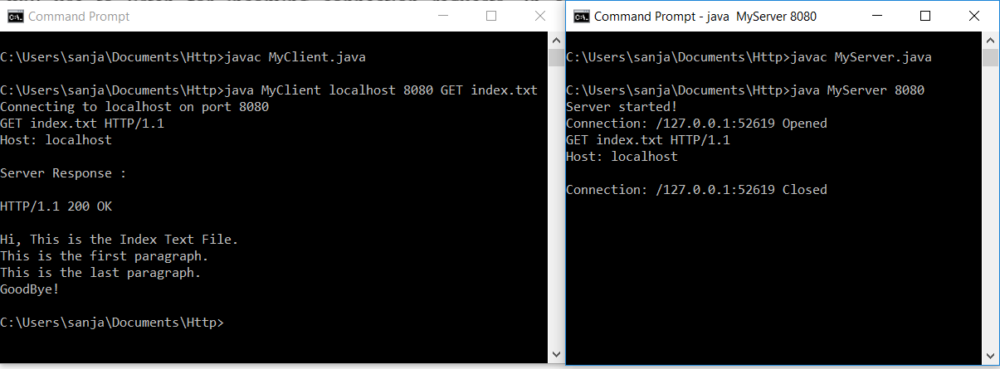 Command Prompt
C:\Users\sanja\Documents\Http>javac MyClient.java
C:\Users\sanja\Documents\Http>java MyClient localhost 8080 GET index.txt
Connecting to localhost on port 8080
GET index.txt HTTP/1.1
Host: localhost
Server Response :
HTTP/1.1 200 OK
Hi, This is the Index Text File.
This is the first paragraph.
This is the last paragraph.
GoodBye!
C:\Users\sanja\Documents\Http>
Command Prompt - java  MyServer 8080
C:\Users\sanja\Documents\Http>javac MyServer.java
C:\Users\sanja\Documents\Http>java MyServer 8080
Server started!
Connection: /127.0.0.1:52619 Opened
GET index.txt HTTP/1.1
Host: localhost
Connection: /127.0.0.1:52619 Closed